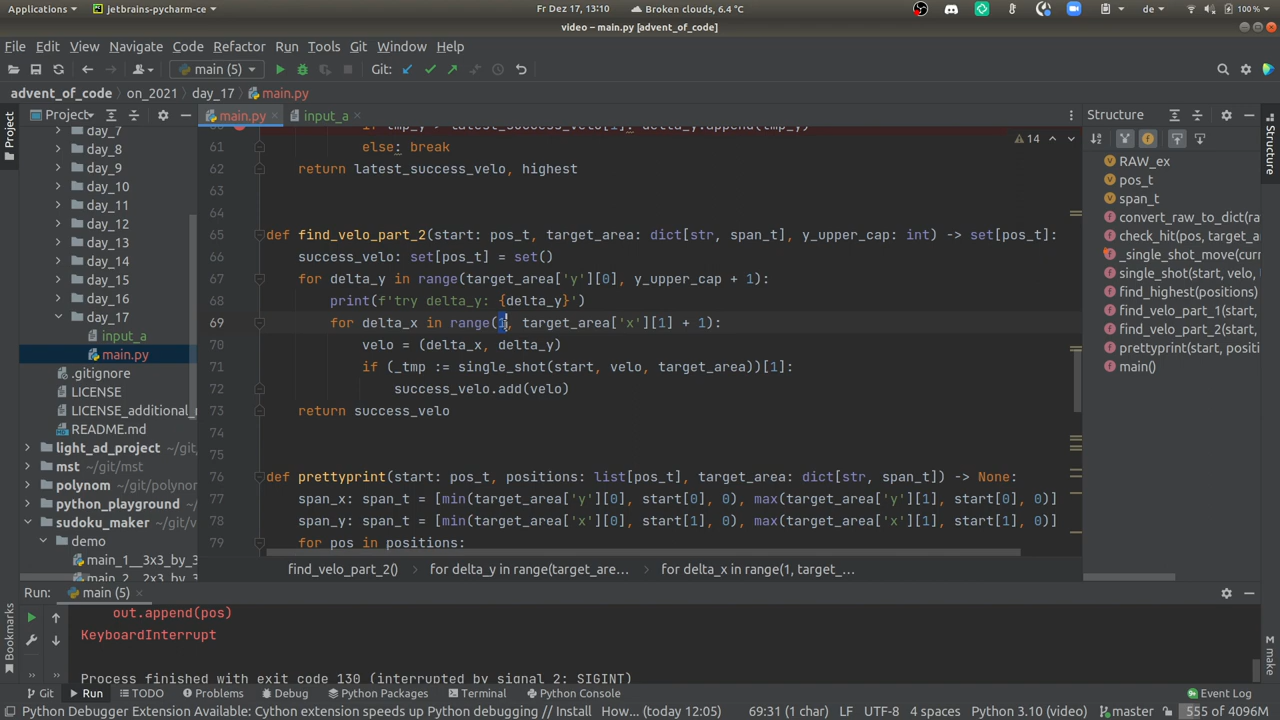 Applications
jetbrains-pycharm-ce
Fr Dez 17, 13:10
Broken clouds, 6.4 °C
de
100 %
video – main.py [advent_of_code]
File Edit View Navigate Code Refactor Run Tools Git Window Help
main (5)
Git:
advent_of_code on_2021 day_17 main.py
Project
main.py
input_a
Structure
day_7
day_8
day_9
day_10
day_11
day_12
day_13
day_14
day_15
day_16
day_17
input_a
main.py
.gitignore
LICENSE
LICENSE_additional_
README.md
light_ad_project ~/git/
mst ~/git/mst
polynom ~/git/polynor
python_playground ~/
sudoku_maker ~/git/v
demo
main_1__3x3_by_3
14
61 else: break
62 return latest_success_velo, highest
63
64
65 def find_velo_part_2(start: pos_t, target_area: dict[str, span_t], y_upper_cap: int) -> set[pos_t]:
66 success_velo: set[pos_t] = set()
67 for delta_y in range(target_area['y'][0], y_upper_cap + 1):
68 print(f'try delta_y: {delta_y}')
69 for delta_x in range(1, target_area['x'][1] + 1):
70 velo = (delta_x, delta_y)
71 if (_tmp := single_shot(start, velo, target_area))[1]:
72 success_velo.add(velo)
73 return success_velo
74
75
76 def prettyprint(start: pos_t, positions: list[pos_t], target_area: dict[str, span_t]) -> None:
77 span_x: span_t = [min(target_area['y'][0], start[0], 0), max(target_area['y'][1], start[0], 0)]
78 span_y: span_t = [min(target_area['x'][0], start[1], 0), max(target_area['x'][1], start[1], 0)]
79 for pos in positions:
find_velo_part_2()
for delta_y in range(target_are...
for delta_x in range(1, target_...
RAW_ex
pos_t
span_t
convert_raw_to_dict(ra
check_hit(pos, target_a
_single_shot_move(curr
single_shot(start, velo,
find_highest(positions)
find_velo_part_1(start,
find_velo_part_2(start,
prettyprint(start, positi
main()
Run: main (5)
out.append(pos)
KeyboardInterrupt
Process finished with exit code 130 (interrupted by signal 2: SIGINT)
Project
Bookmarks
Structure
make
Git Run TODO Problems Debug Python Packages Terminal Python Console
Event Log
Python Debugger Extension Available: Cython extension speeds up Python debugging // Install How... (today 12:05)
69:31 (1 char) LF UTF-8 4 spaces Python 3.10 (video) master 555 of 4096M